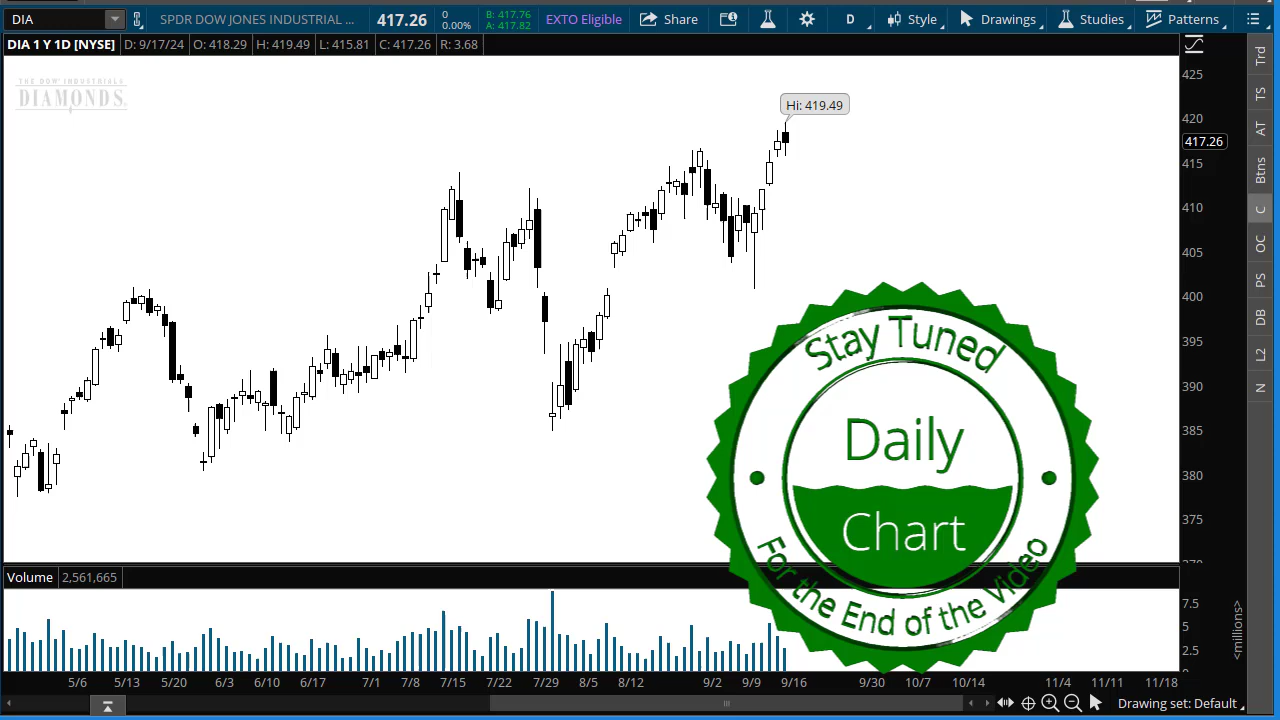 DIA
SPDR DOW JONES INDUSTRIAL ...
417.26
0
0.00%
B: 417.76
A: 417.82
EXTO Eligible
Share
D
Style
Drawings
Studies
Patterns
DIA 1 Y 1D [NYSE]
D: 9/17/24
O: 418.29
H: 419.49
L: 415.81
C: 417.26
R: 3.68
THE DOW INDUSTRIALS
DIAMONDS
Hi: 419.49
425
420
417.26
415
410
405
400
395
390
385
380
375
370
Trd
TS
AT
Btns
C
OC
PS
DB
L2
N
Stay Tuned
Daily
Chart
For the End of the Video
Volume
2,561,665
7.5
5
2.5
0
<millions>
5/6
5/13
5/20
6/3
6/10
6/17
7/1
7/8
7/15
7/22
7/29
8/5
8/12
9/2
9/9
9/16
9/30
10/7
10/14
11/4
11/11
11/18
Drawing set: Default